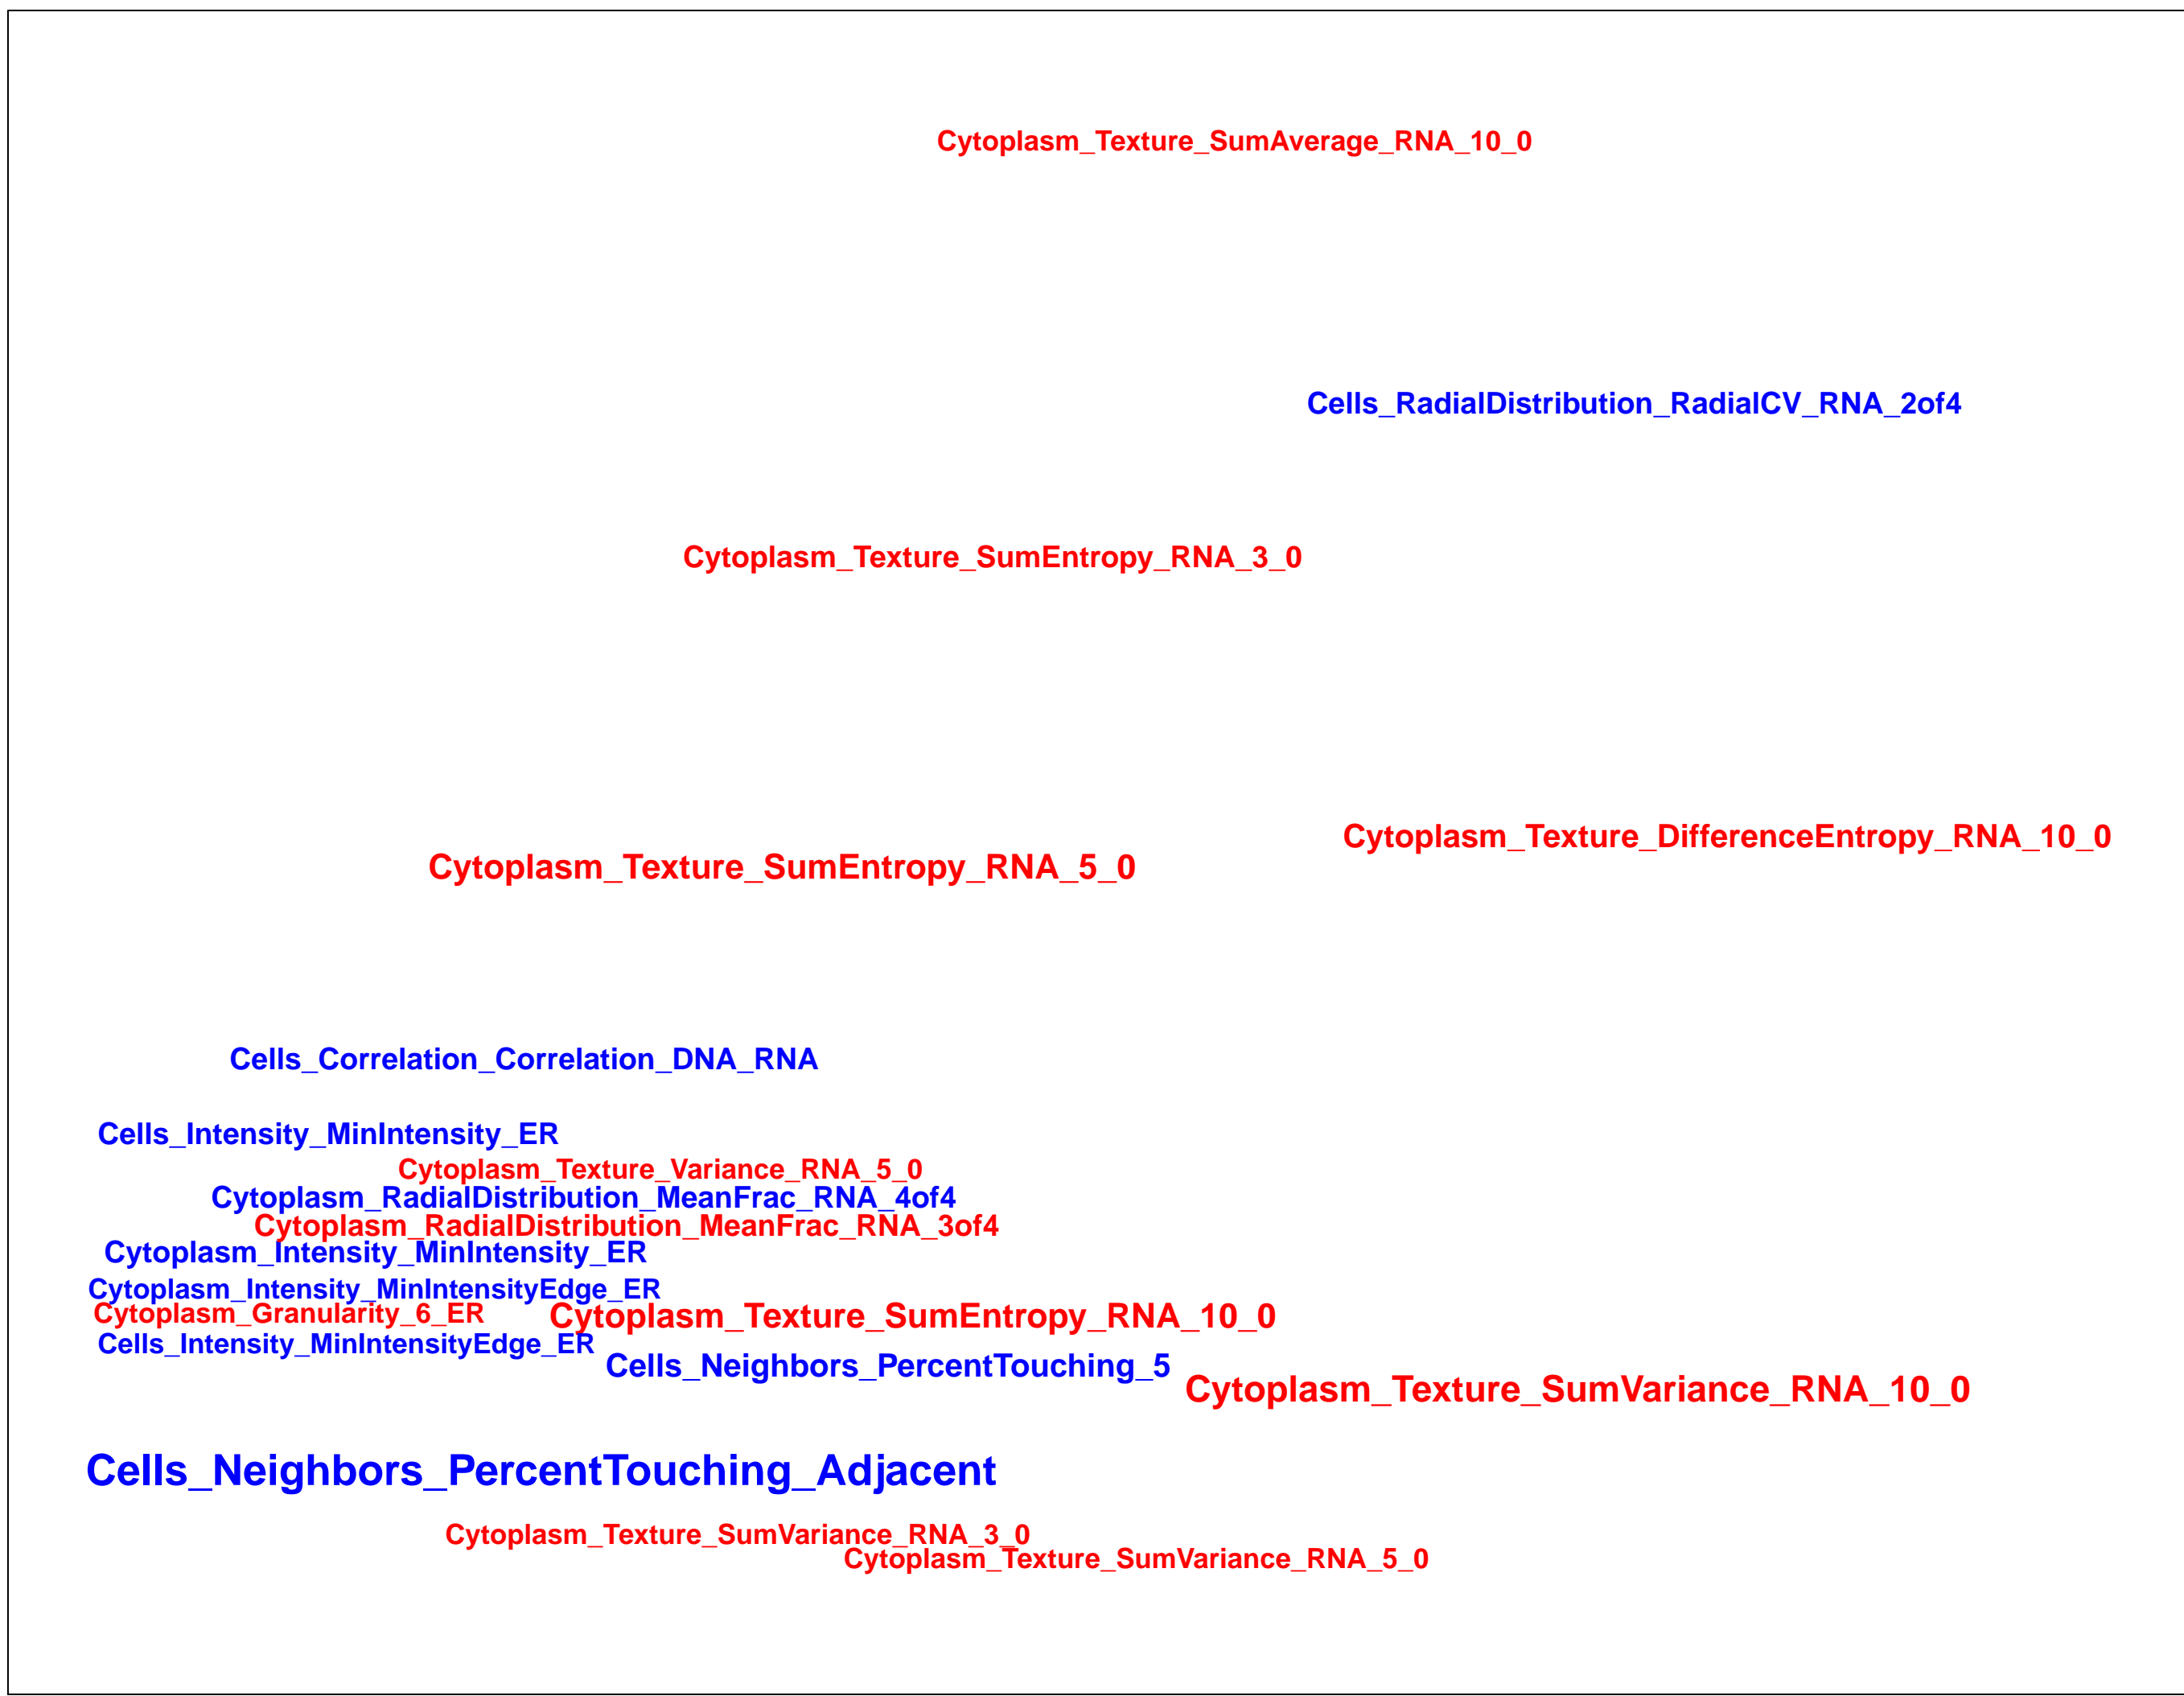 Cytoplasm_Texture_SumAverage_RNA_10_0
Cells_RadialDistribution_RadialCV_RNA_2of4
Cytoplasm_Texture_SumEntropy_RNA_3_0
Cytoplasm_Texture_DifferenceEntropy_RNA_10_0
Cytoplasm_Texture_SumEntropy_RNA_5_0
Cells_Correlation_Correlation_DNA_RNA
Cells_Intensity_MinIntensity_ER
Cytoplasm_Texture_Variance_RNA_5_0
Cytoplasm_RadialDistribution_MeanFrac_RNA_4of4
Cytoplasm_RadialDistribution_MeanFrac_RNA_3of4
Cytoplasm_Intensity_MinIntensity_ER
Cytoplasm_Intensity_MinIntensityEdge_ER
Cytoplasm_Granularity_6_ER
Cytoplasm_Texture_SumEntropy_RNA_10_0
Cells_Intensity_MinIntensityEdge_ER
Cells_Neighbors_PercentTouching_5
Cytoplasm_Texture_SumVariance_RNA_10_0
Cells_Neighbors_PercentTouching_Adjacent
Cytoplasm_Texture_SumVariance_RNA_3_0
Cytoplasm_Texture_SumVariance_RNA_5_0